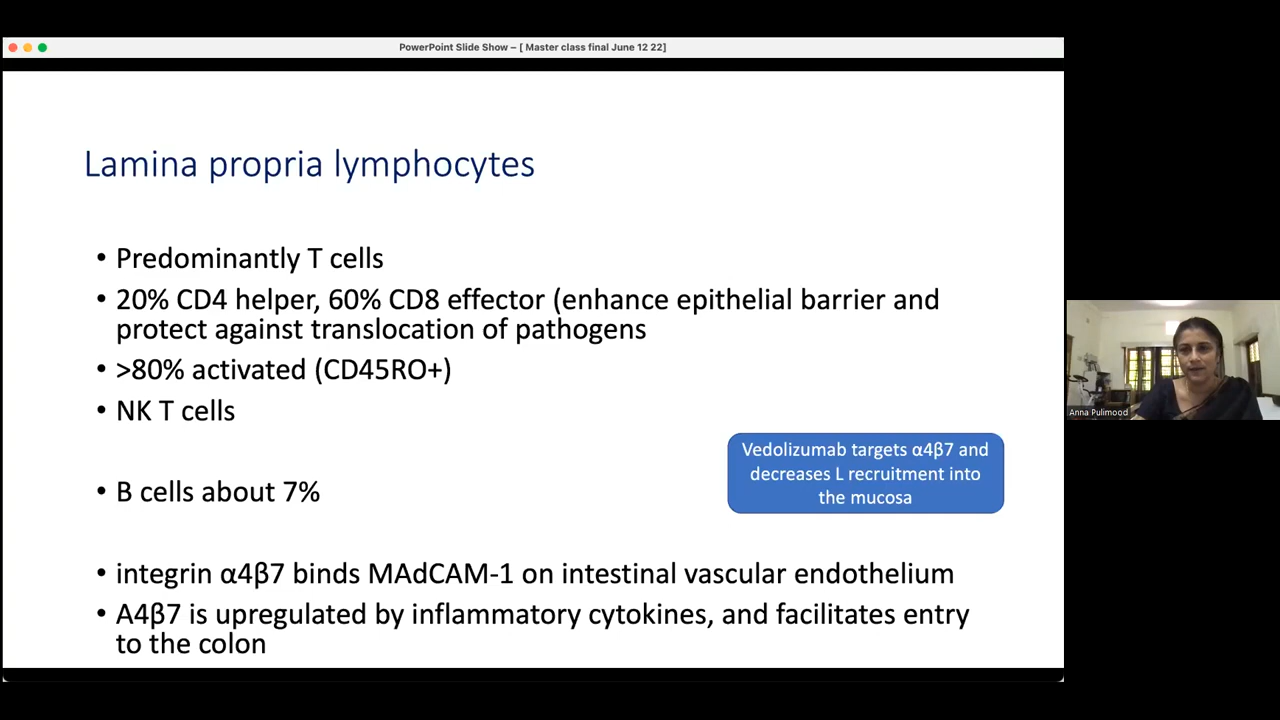 PowerPoint Slide Show – [ Master class final June 12 22]
Lamina propria lymphocytes
• Predominantly T cells
• 20% CD4 helper, 60% CD8 effector (enhance epithelial barrier and
protect against translocation of pathogens
• >80% activated (CD45RO+)
• NK T cells
Vedolizumab targets α4β7 and
decreases L recruitment into
the mucosa
• B cells about 7%
• integrin α4β7 binds MAdCAM-1 on intestinal vascular endothelium
• A4β7 is upregulated by inflammatory cytokines, and facilitates entry
to the colon
Anna Pulimood